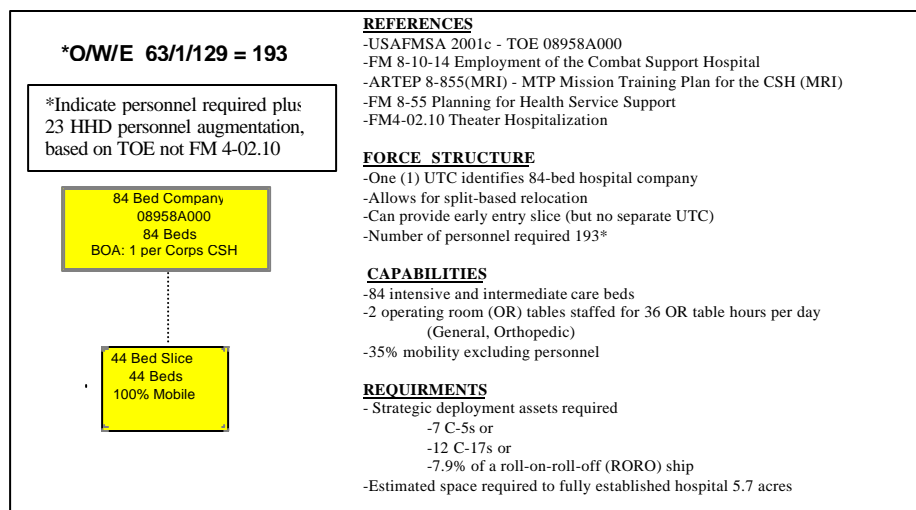 *O/W/E 63/1/129 = 193
*Indicate personnel required plus
23 HHD personnel augmentation,
based on TOE not FM 4-02.10
84 Bed Company
08958A000
84 Beds
BOA: 1 per Corps CSH
44 Bed Slice
44 Beds
100% Mobile
REFERENCES
-USAFMSA 2001c - TOE 08958A000
-FM 8-10-14 Employment of the Combat Support Hospital
-ARTEP 8-855(MRI) - MTP Mission Training Plan for the CSH (MRI)
-FM 8-55 Planning for Health Service Support
-FM4-02.10 Theater Hospitalization
FORCE STRUCTURE
-One (1) UTC identifies 84-bed hospital company
-Allows for split-based relocation
-Can provide early entry slice (but no separate UTC)
-Number of personnel required 193*
CAPABILITIES
-84 intensive and intermediate care beds
-2 operating room (OR) tables staffed for 36 OR table hours per day
(General, Orthopedic)
-35% mobility excluding personnel
REQUIRMENTS
- Strategic deployment assets required
-7 C-5s or
-12 C-17s or
-7.9% of a roll-on-roll-off (RORO) ship
-Estimated space required to fully established hospital 5.7 acres